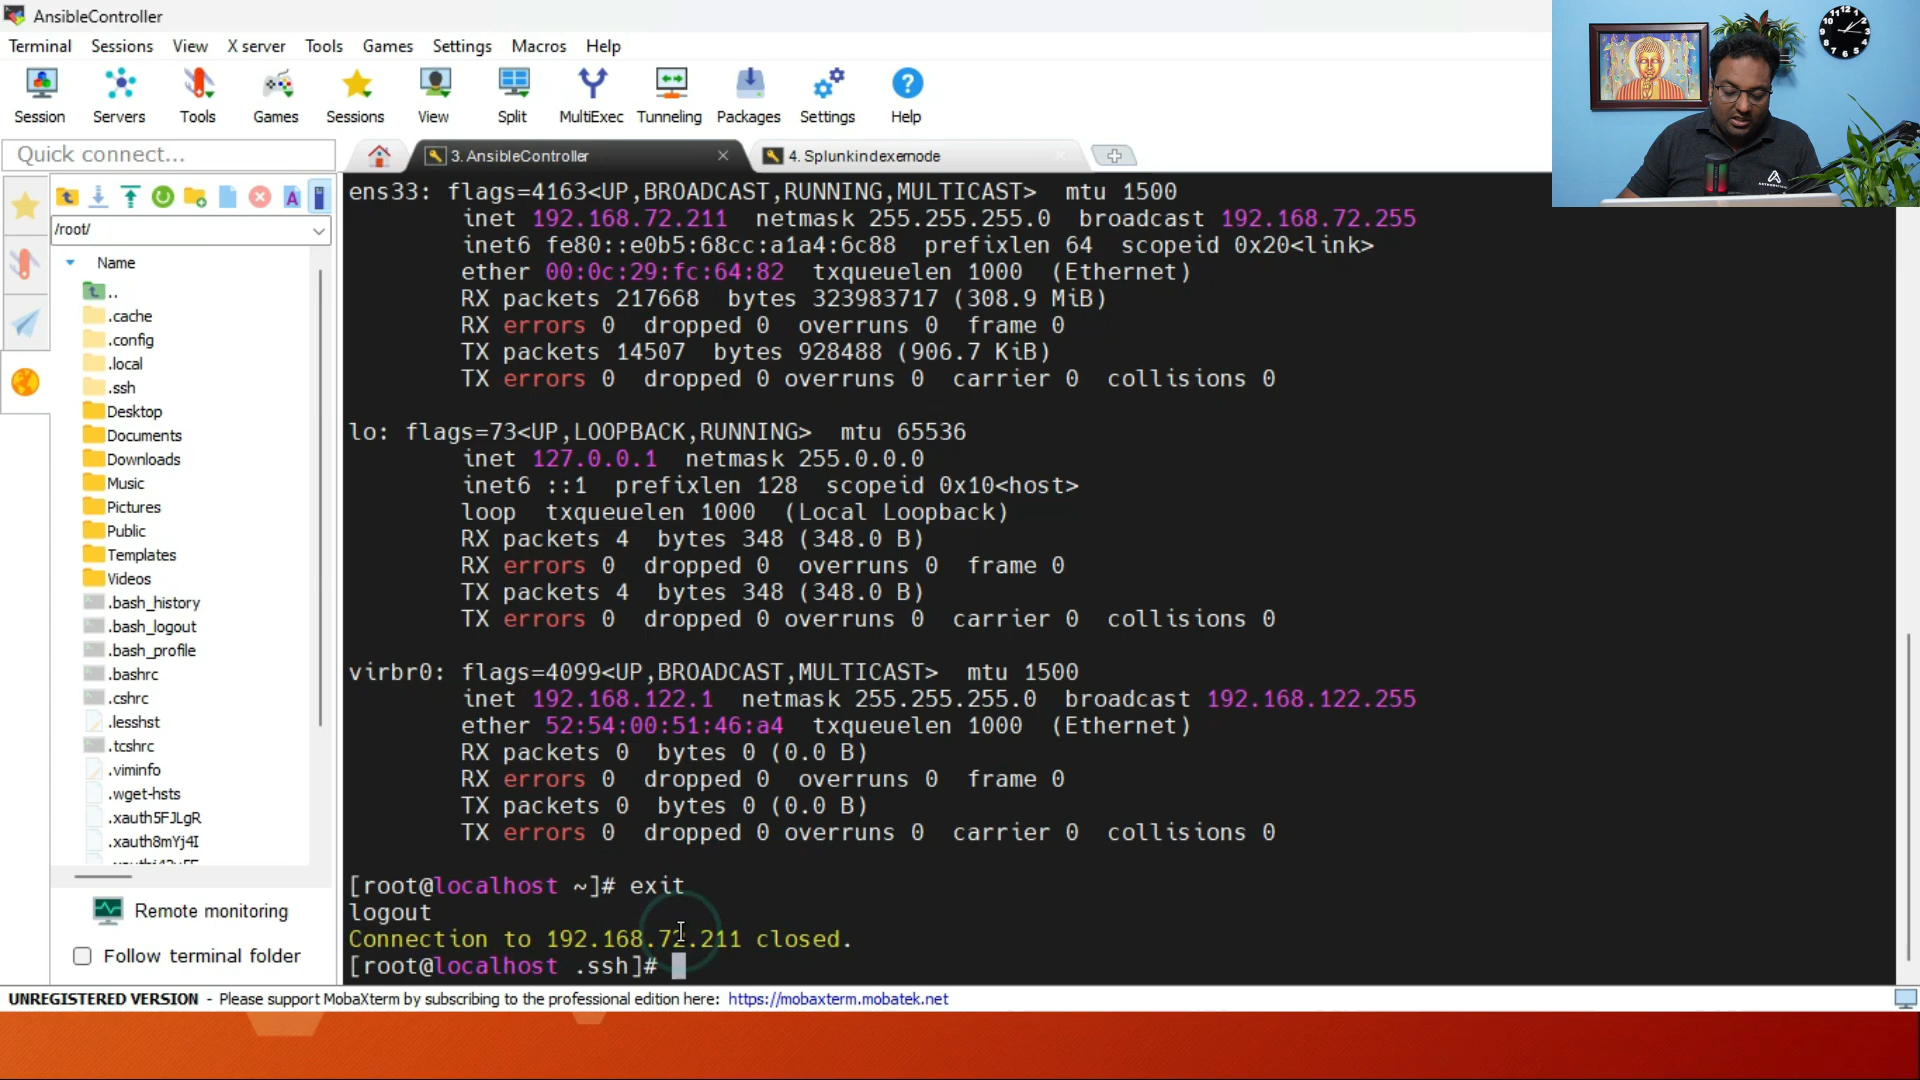 AnsibleController
Terminal Sessions View X server Tools Games Settings Macros Help
Session Servers Tools Games Sessions View Split MultiExec Tunneling Packages Settings Help
Quick connect...
3. AnsibleController
4. Splunkindexernode
/root/
Name
..
.cache
.config
.local
.ssh
Desktop
Documents
Downloads
Music
Pictures
Public
Templates
Videos
.bash_history
.bash_logout
.bash_profile
.bashrc
.cshrc
.lesshst
.tcshrc
.viminfo
.wget-hsts
.xauth5FJLgR
.xauth8mYj4I
Remote monitoring
Follow terminal folder
ens33: flags=4163<UP,BROADCAST,RUNNING,MULTICAST>  mtu 1500
inet 192.168.72.211  netmask 255.255.255.0  broadcast 192.168.72.255
inet6 fe80::e0b5:68cc:a1a4:6c88  prefixlen 64  scopeid 0x20<link>
ether 00:0c:29:fc:64:82  txqueuelen 1000  (Ethernet)
RX packets 217668  bytes 323983717 (308.9 MiB)
RX errors 0  dropped 0  overruns 0  frame 0
TX packets 14507  bytes 928488 (906.7 KiB)
TX errors 0  dropped 0 overruns 0  carrier 0  collisions 0
lo: flags=73<UP,LOOPBACK,RUNNING>  mtu 65536
inet 127.0.0.1  netmask 255.0.0.0
inet6 ::1  prefixlen 128  scopeid 0x10<host>
loop  txqueuelen 1000  (Local Loopback)
RX packets 4  bytes 348 (348.0 B)
RX errors 0  dropped 0  overruns 0  frame 0
TX packets 4  bytes 348 (348.0 B)
TX errors 0  dropped 0 overruns 0  carrier 0  collisions 0
virbr0: flags=4099<UP,BROADCAST,MULTICAST>  mtu 1500
inet 192.168.122.1  netmask 255.255.255.0  broadcast 192.168.122.255
ether 52:54:00:51:46:a4  txqueuelen 1000  (Ethernet)
RX packets 0  bytes 0 (0.0 B)
RX errors 0  dropped 0  overruns 0  frame 0
TX packets 0  bytes 0 (0.0 B)
TX errors 0  dropped 0 overruns 0  carrier 0  collisions 0
[root@localhost ~]# exit
logout
Connection to 192.168.72.211 closed.
[root@localhost .ssh]#
UNREGISTERED VERSION - Please support MobaXterm by subscribing to the professional edition here: https://mobaxterm.mobatek.net